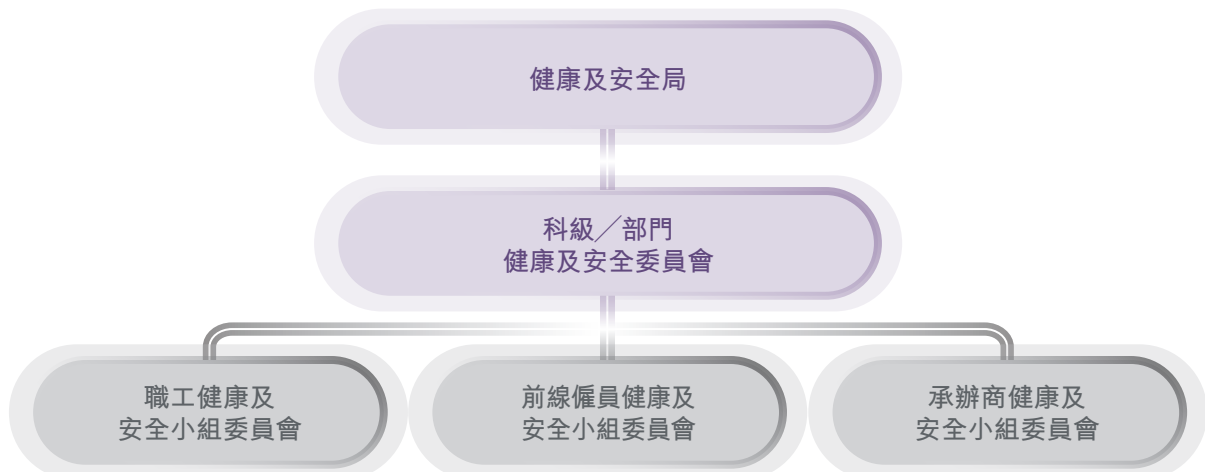 健康及安全局
科級／部門
健康及安全委員會
職工健康及
安全小組委員會
前線僱員健康及
安全小組委員會
承辦商健康及
安全小組委員會